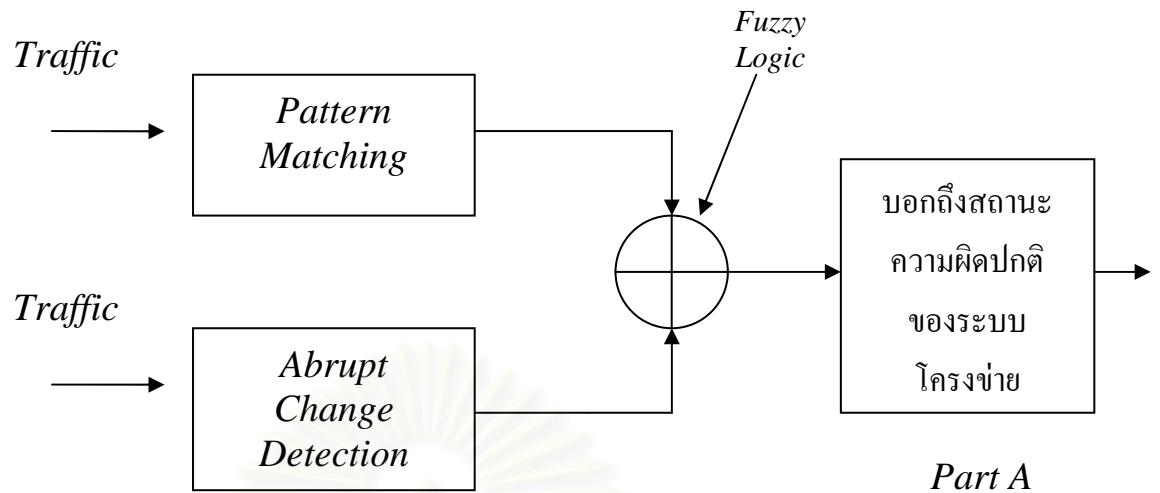 Fuzzy
Logic
Traffic
Pattern
Matching
บอกถึงสถานะ
ความผิดปกติ
ของระบบ
โครงข่าย
Traffic
Abrupt
Change
Detection
Part A